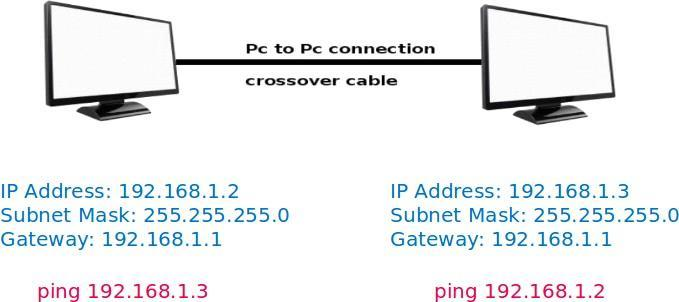 Pc to Pc connection
crossover cable
IP Address: 192.168.1.2
Subnet Mask: 255.255.255.0
Gateway: 192.168.1.1
ping 192.168.1.3
IP Address: 192.168.1.3
Subnet Mask: 255.255.255.0
Gateway: 192.168.1.1
ping 192.168.1.2